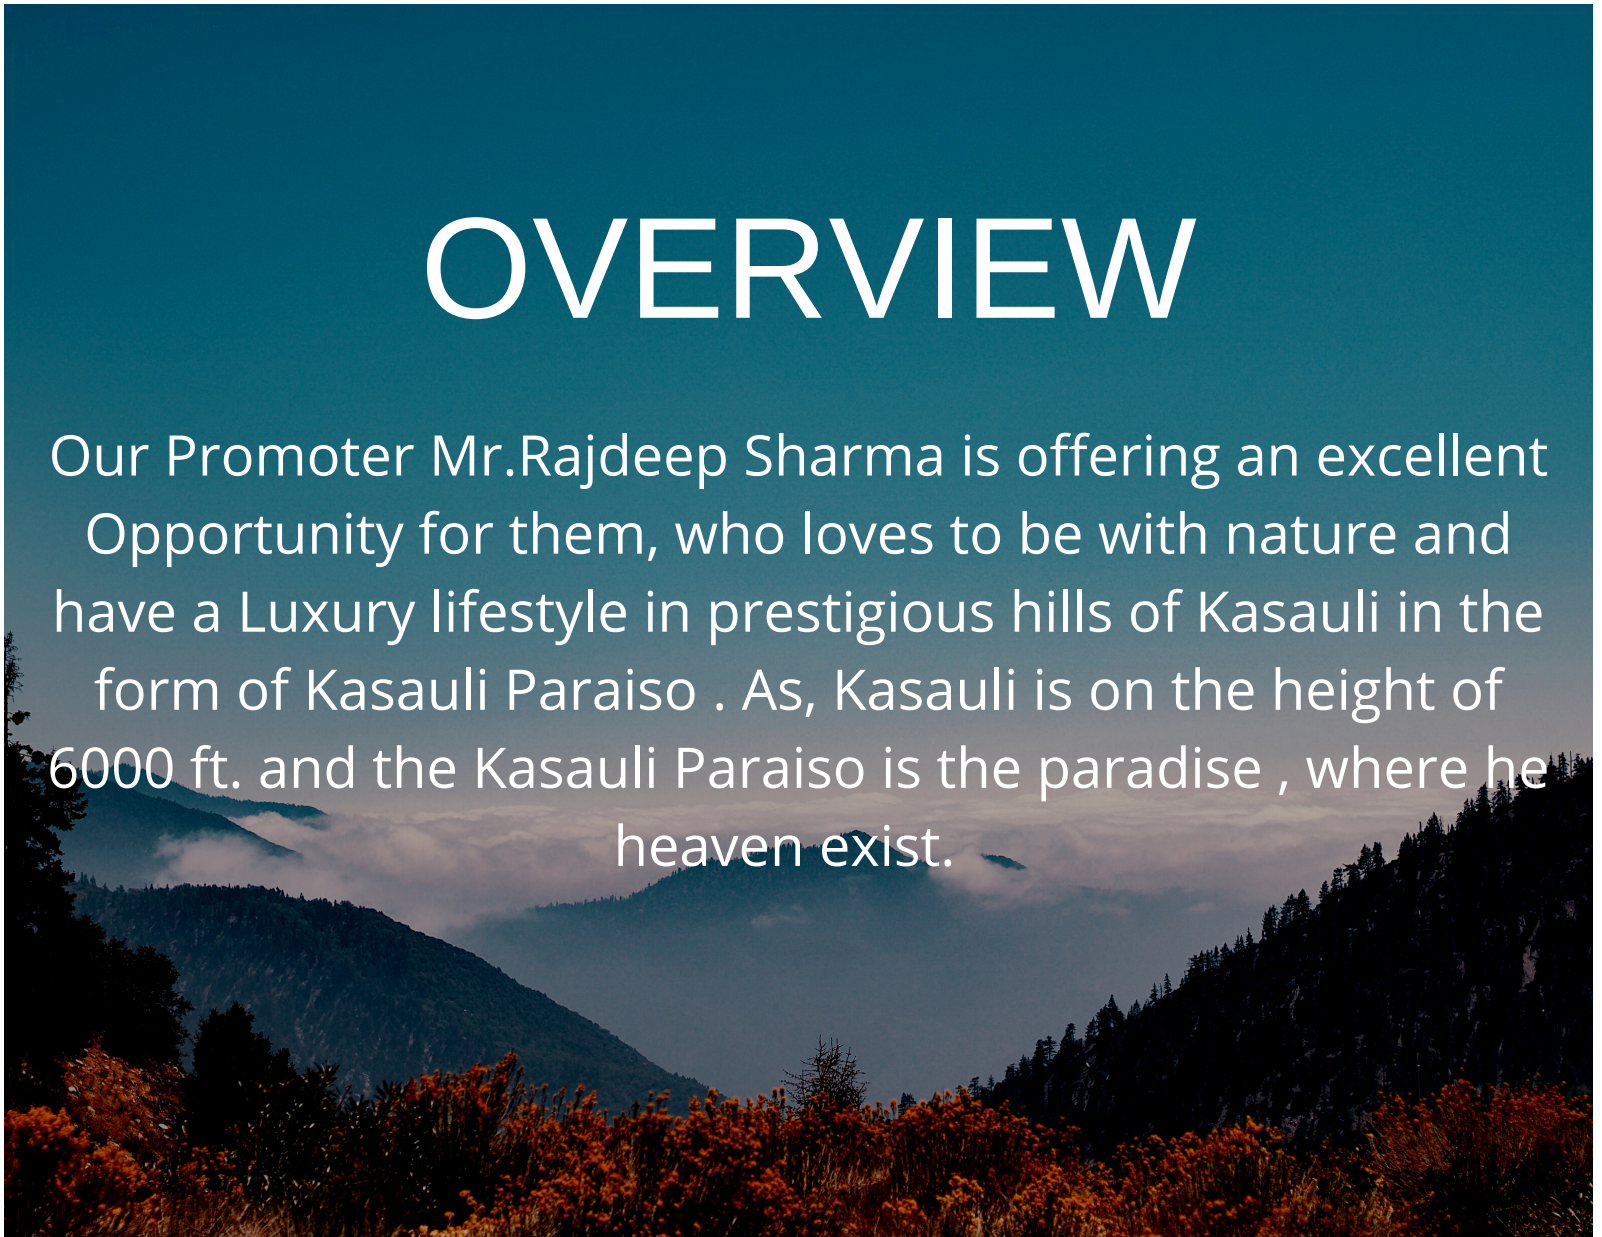 OVERVIEW
Our Promoter Mr.Rajdeep Sharma is offering an excellent
Opportunity for them, who loves to be with nature and
have a Luxury lifestyle in prestigious hills of Kasauli in the
form of Kasauli Paraiso . As, Kasauli is on the height of
6000 ft. and the Kasauli Paraiso is the paradise , where he
heaven exist.